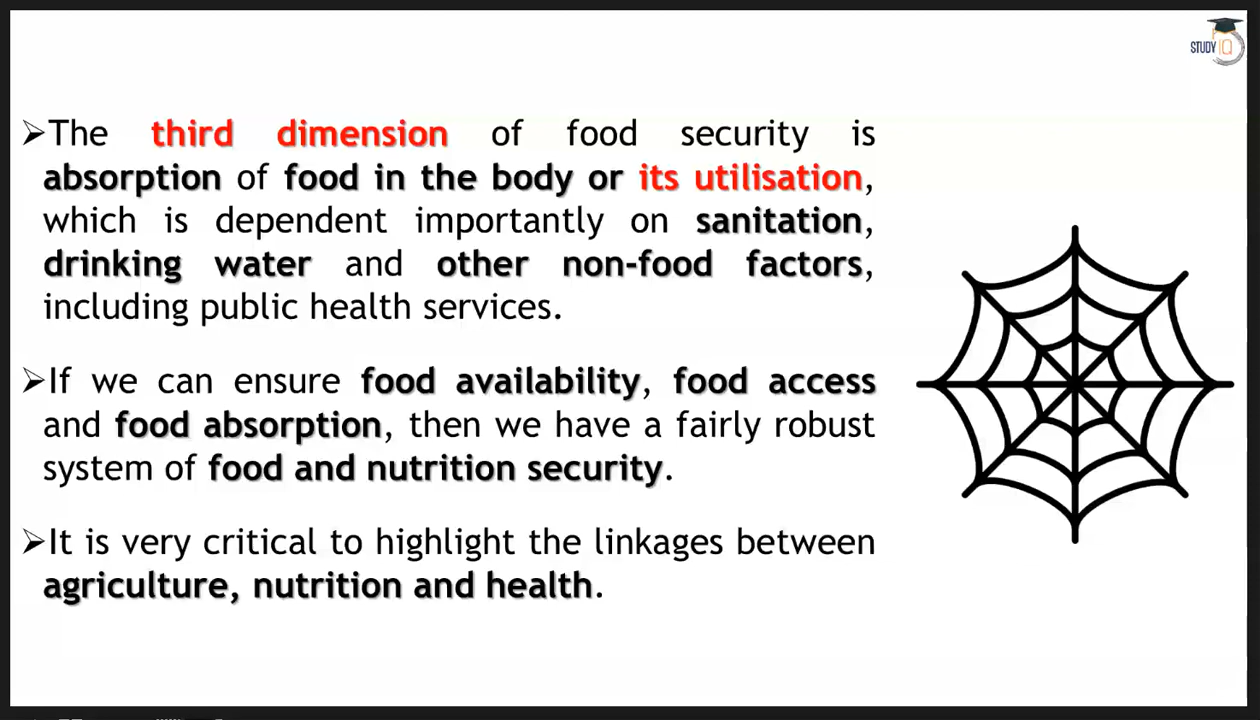 STUDY IQ
➢The third dimension of food security is
absorption of food in the body or its utilisation,
which is dependent importantly on sanitation,
drinking water and other non-food factors,
including public health services.
➢If we can ensure food availability, food access
and food absorption, then we have a fairly robust
system of food and nutrition security.
➢It is very critical to highlight the linkages between
agriculture, nutrition and health.